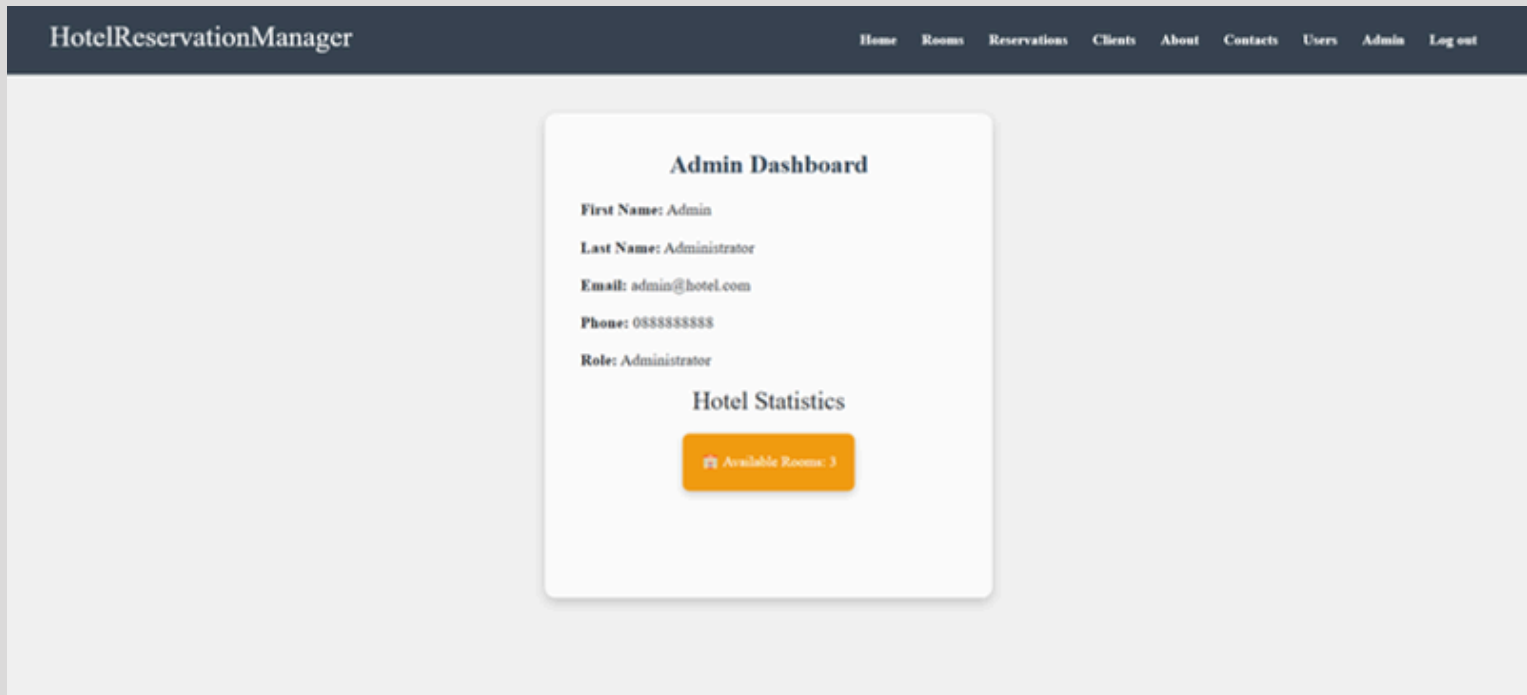 HotelReservationManager
Home Rooms Reservations Clients About Contacts Users Admin Log out
Admin Dashboard
First Name: Admin
Last Name: Administrator
Email: admin@hotel.com
Phone: 0888888888
Role: Administrator
Hotel Statistics
Available Rooms: 3